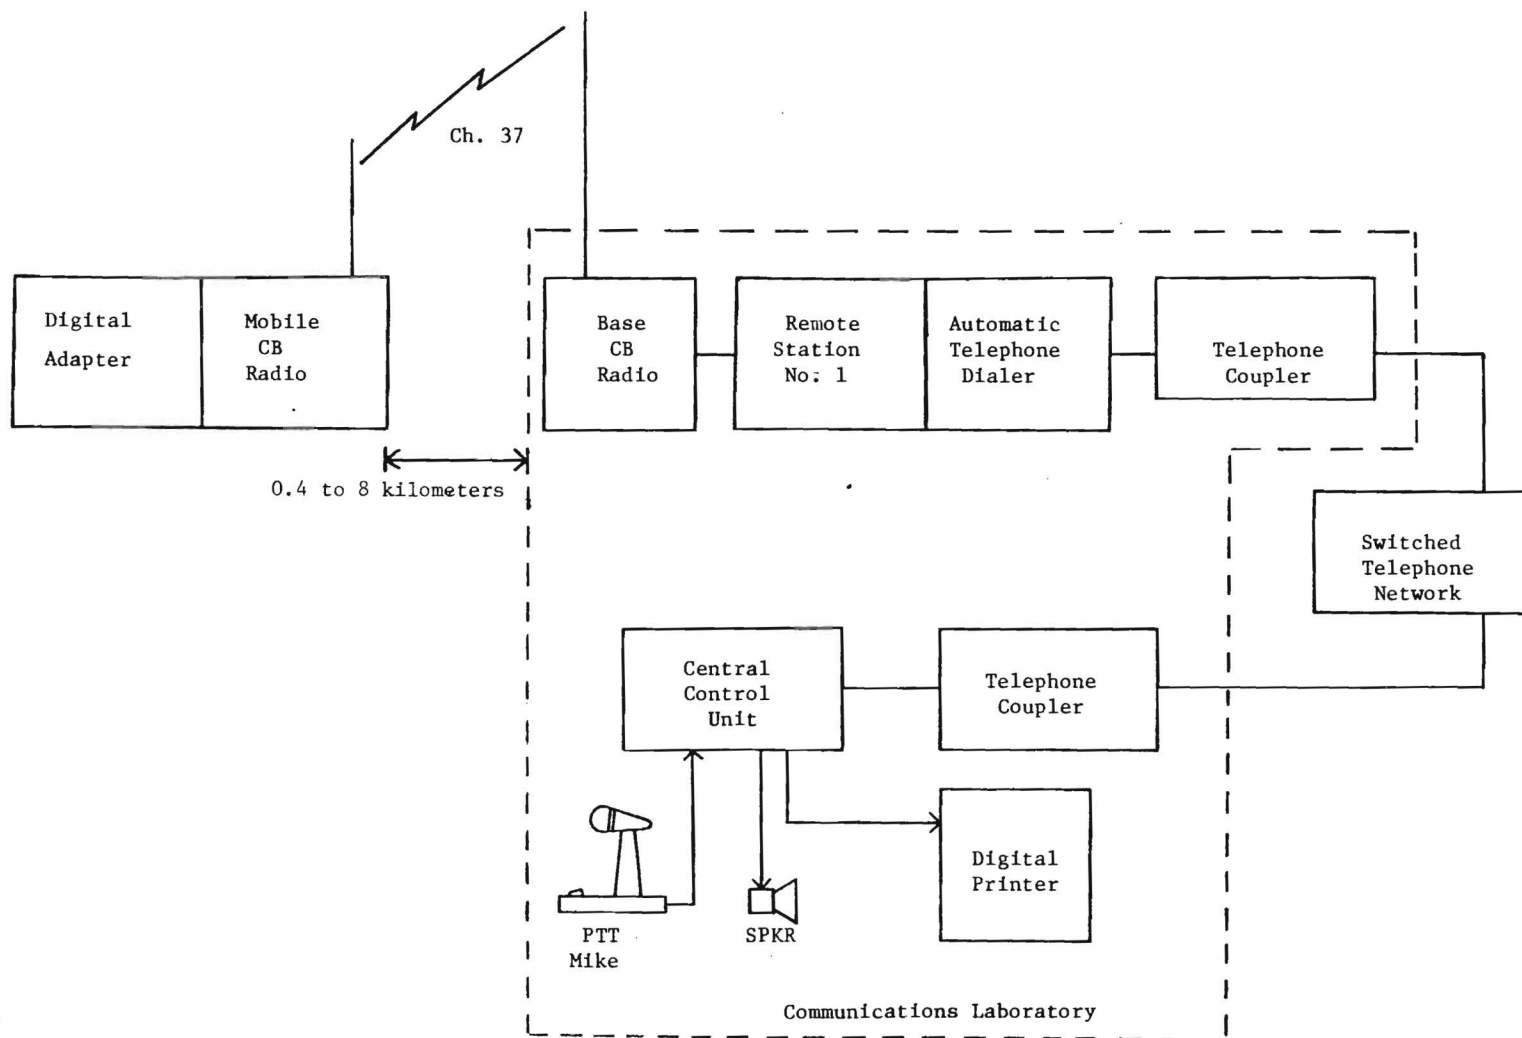 Ch. 37
Digital
Adapter
Mobile
CB
Radio
Base
CB
Radio
Remote
Station
No. 1
Automatic
Telephone
Dialer
Telephone
Coupler
0.4 to 8 kilometers
Switched
Telephone
Network
Central
Control
Unit
Telephone
Coupler
Digital
Printer
PTT
Mike
SPKR
Communications Laboratory